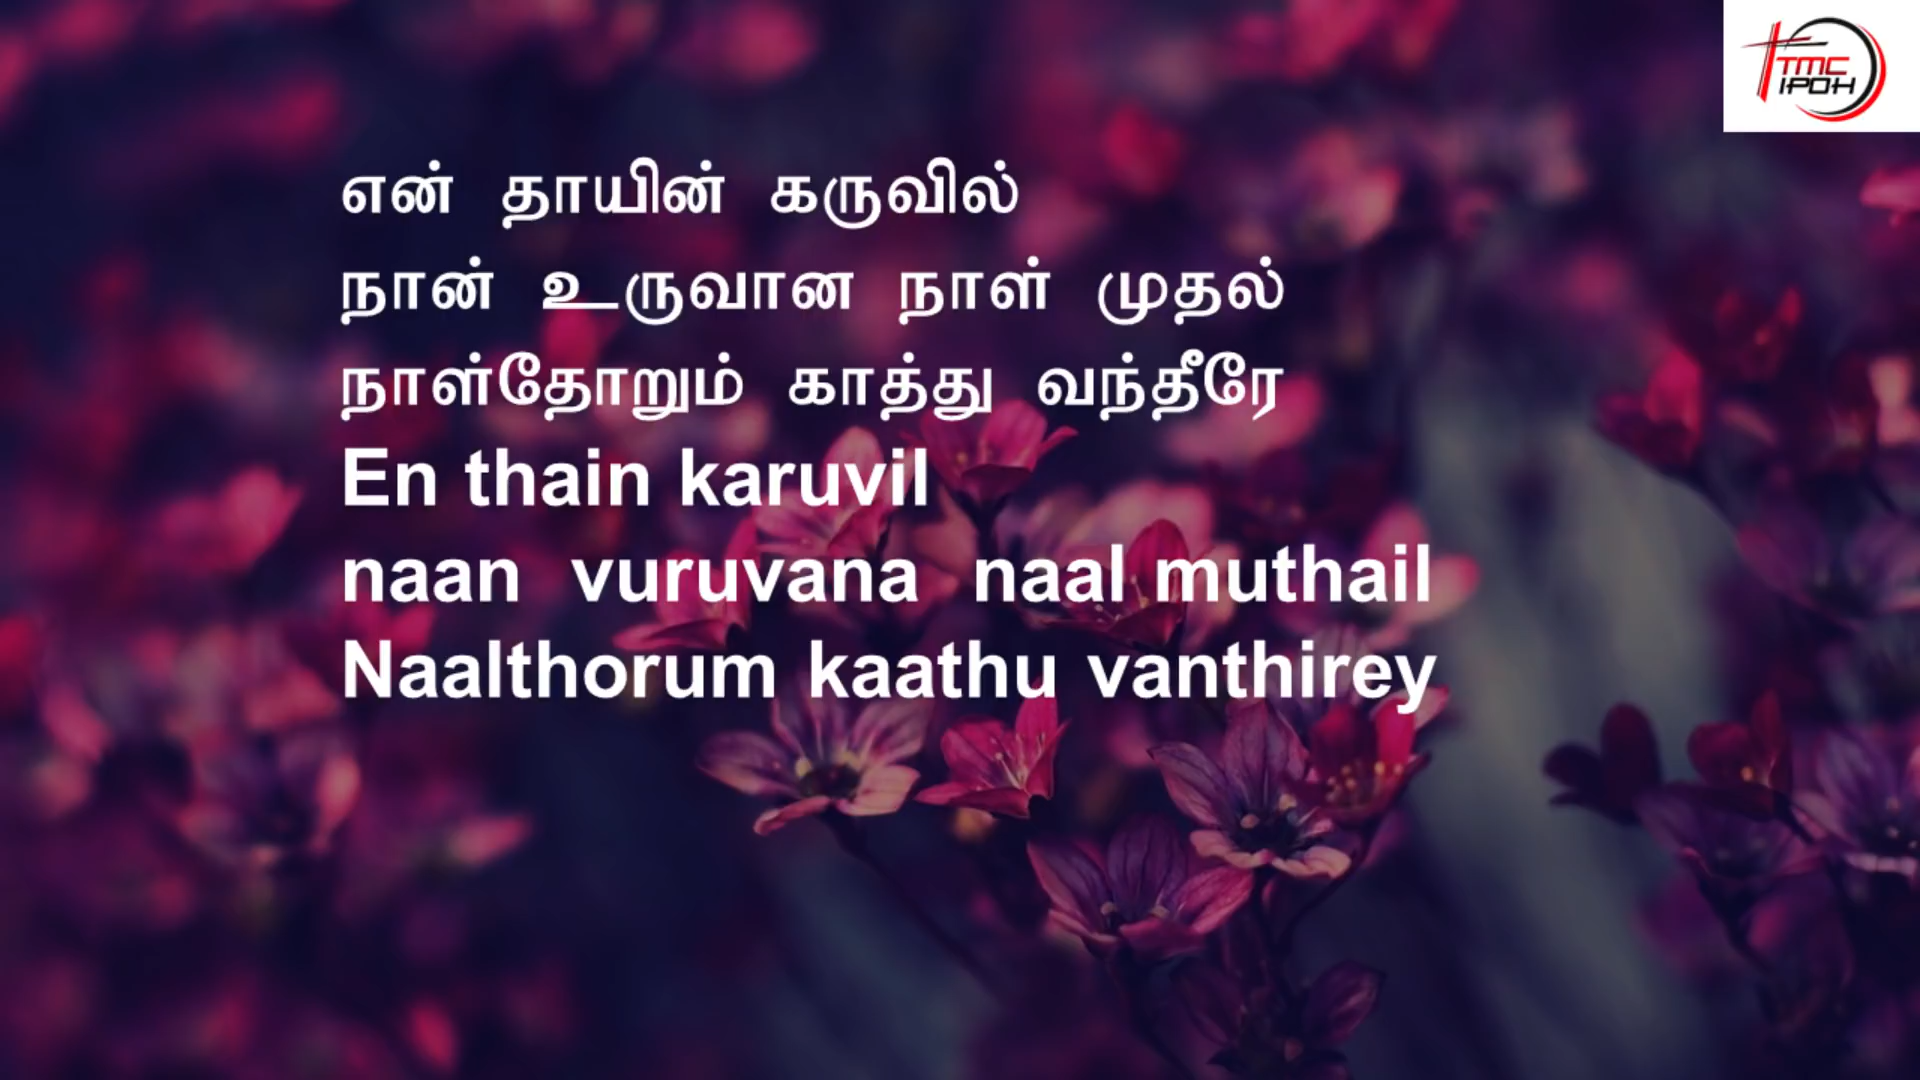 TMC
IPOH
என் தாயின் கருவில்
நான் உருவான நாள் முதல்
நாள்தோறும் காத்து வந்தீரே
En thain karuvil
naan vuruvana naal muthail
Naalthorum kaathu vanthirey